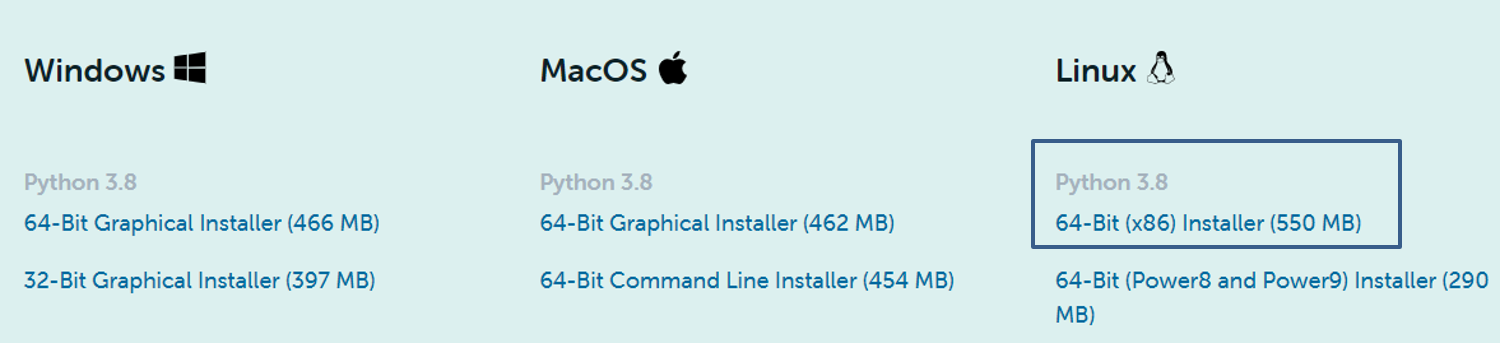 Windows
Python 3.8
64-Bit Graphical Installer (466 MB)
32-Bit Graphical Installer (397 MB)
MacOS
Python 3.8
64-Bit Graphical Installer (462 MB)
64-Bit Command Line Installer (454 MB)
Linux
Python 3.8
64-Bit (x86) Installer (550 MB)
64-Bit (Power8 and Power9) Installer (290
MB)